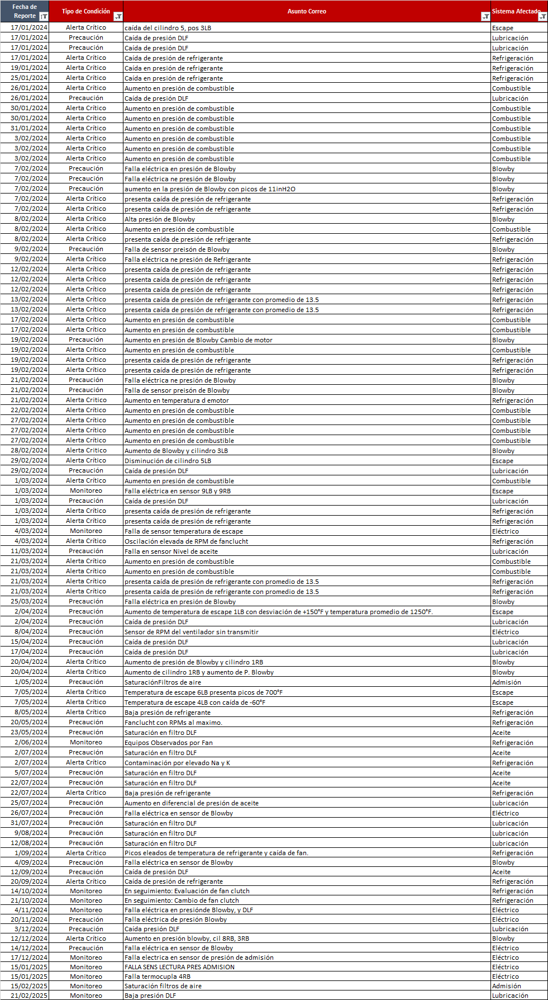 Fecha de Reporte Tipo de Condición Asunto Correo Sistema Afectado
17/01/2024 Alerta Crítico caída del cilindro 5, pos 3LB Escape
17/01/2024 Precaución Caída de presión DLF Lubricación
17/01/2024 Precaución Caída de presión DLF Lubricación
17/01/2024 Alerta Crítico Caída de presión de refrigerante Refrigeración
19/01/2024 Alerta Crítico Caída en presión de refrigerante Refrigeración
25/01/2024 Alerta Crítico Caída en presión de refrigerante Refrigeración
26/01/2024 Alerta Crítico Aumento en presión de combustible Combustible
26/01/2024 Precaución Caída de presión DLF Lubricación
30/01/2024 Alerta Crítico Aumento en presión de combustible Combustible
30/01/2024 Alerta Crítico Aumento en presión de combustible Combustible
31/01/2024 Alerta Crítico Aumento en presión de combustible Combustible
3/02/2024 Alerta Crítico Aumento en presión de combustible Combustible
3/02/2024 Alerta Crítico Aumento en presión de combustible Combustible
3/02/2024 Alerta Crítico Aumento en presión de combustible Combustible
7/02/2024 Precaución Falla eléctrica en presión de Blowby Blowby
7/02/2024 Precaución Falla eléctrica ne presión de Blowby Blowby
7/02/2024 Precaución aumento en la presión de Blowby con picos de 11inH2O Blowby
7/02/2024 Alerta Crítico presenta caída de presión de refrigerante Refrigeración
7/02/2024 Alerta Crítico presenta caída de presión de refrigerante Refrigeración
8/02/2024 Alerta Crítico Alta presión de Blowby Blowby
8/02/2024 Alerta Crítico Aumento en presión de combustible Combustible
8/02/2024 Alerta Crítico presenta caída de presión de refrigerante Refrigeración
9/02/2024 Precaución Falla de sensor preisón de Blowby Blowby
9/02/2024 Alerta Crítico Falla eléctrica ne presión de Refrigerante Refrigeración
12/02/2024 Alerta Crítico presenta caída de presión de refrigerante Refrigeración
12/02/2024 Alerta Crítico presenta caída de presión de refrigerante Refrigeración
12/02/2024 Alerta Crítico presenta caída de presión de refrigerante Refrigeración
13/02/2024 Alerta Crítico presenta caída de presión de refrigerante con promedio de 13.5 Refrigeración
13/02/2024 Alerta Crítico presenta caída de presión de refrigerante con promedio de 13.5 Refrigeración
17/02/2024 Alerta Crítico Aumento en presión de combustible Combustible
17/02/2024 Alerta Crítico Aumento en presión de combustible Combustible
19/02/2024 Precaución Aumento en presión de Blowby Cambio de motor Blowby
19/02/2024 Alerta Crítico Aumento en presión de combustible Combustible
19/02/2024 Alerta Crítico presenta caída de presión de refrigerante Refrigeración
19/02/2024 Alerta Crítico presenta caída de presión de refrigerante Refrigeración
21/02/2024 Precaución Falla eléctrica ne presión de Blowby Blowby
21/02/2024 Precaución Falla de sensor preisón de Blowby Blowby
21/02/2024 Alerta Critico Aumento en temperatura d emotor Refrigeración
22/02/2024 Alerta Crítico Aumento en presión de combustible Combustible
27/02/2024 Alerta Crítico Aumento en presión de combustible Combustible
27/02/2024 Alerta Crítico Aumento en presión de combustible Combustible
27/02/2024 Alerta Crítico Aumento en presión de combustible Combustible
28/02/2024 Alerta Critico Aumento de Blowby y cilindro 3LB Blowby
29/02/2024 Alerta Crítico Disminución de cilindro 5LB Escape
29/02/2024 Precaución Caída de presión DLF Lubricación
1/03/2024 Alerta Crítico Aumento en presión de combustible Combustible
1/03/2024 Monitoreo Falla eléctrica en sensor 9LB y 9RB Escape
1/03/2024 Precaución Caída de presión DLF Lubricación
1/03/2024 Alerta Crítico presenta caída de presión de refrigerante Refrigeración
1/03/2024 Alerta Crítico presenta caída de presión de refrigerante Refrigeración
4/03/2024 Monitoreo Falla de sensor temperatura de escape Eléctrico
4/03/2024 Alerta Crítico Oscilación elevada de RPM de fanclucht Refrigeración
11/03/2024 Precaución Falla en sensor Nivel de aceite Lubricación
21/03/2024 Alerta Crítico Aumento en presión de combustible Combustible
21/03/2024 Alerta Crítico Aumento en presión de combustible Combustible
21/03/2024 Alerta Crítico presenta caída de presión de refrigerante con promedio de 13.5 Refrigeración
21/03/2024 Alerta Crítico presenta caída de presión de refrigerante con promedio de 13.5 Refrigeración
25/03/2024 Precaución Falla eléctrica en presión de Blowby Blowby
2/04/2024 Precaución Aumento de temperatura de escape 1LB con desviación de +150°F y temperatura promedio de 1250°F. Escape
2/04/2024 Precaución Caída de presión DLF Lubricación
8/04/2024 Precaución Sensor de RPM del ventilador sin transmitir Eléctrico
15/04/2024 Precaución Caída de presión DLF Lubricación
17/04/2024 Precaución Caída de presión DLF Lubricación
20/04/2024 Alerta Crítico Aumento de presión de Blowby y cilindro 1RB Blowby
20/04/2024 Alerta Crítico Aumento de cilindro 1RB y aumento de P. Blowby Blowby
1/05/2024 Precaución SaturaciónFiltros de aire Admisión
7/05/2024 Alerta Crítico Temperatura de escape 6LB presenta picos de 700°F Escape
7/05/2024 Alerta Crítico Temperatura de escape 4LB con caída de -60°F Escape
8/05/2024 Alerta Crítico Baja presión de refrigerante Refrigeración
20/05/2024 Precaución Fanclucht con RPMs al maximo. Refrigeración
23/05/2024 Precaución Saturación en filtro DLF Aceite
2/06/2024 Monitoreo Equipos Observados por Fan Refrigeración
2/07/2024 Precaución Saturación en filtro DLF Aceite
2/07/2024 Alerta Crítico Contaminación por elevado Na y K Refrigeración
5/07/2024 Precaución Saturación en filtro DLF Aceite
22/07/2024 Precaución Saturación en filtro DLF Aceite
22/07/2024 Alerta Crítico Baja presión de refrigerante Refrigeración
25/07/2024 Precaución Aumento en diferencial de presión de aceite Lubricación
26/07/2024 Precaución Falla eléctrica en sensor de Blowby Eléctrico
31/07/2024 Precaución Saturación en filtro DLF Lubricación
9/08/2024 Precaución Saturación en filtro DLF Lubricación
12/08/2024 Precaución Saturación en filtro DLF Lubricación
1/09/2024 Alerta Crítico Picos eleados de temperatura de refrigerante y caída de fan. Refrigeración
4/09/2024 Precaución Falla eléctrica en sensor de Blowby Blowby
12/09/2024 Precaución Caída de presión DLF Aceite
20/09/2024 Alerta Crítico Caída de presión de refrigerante Refrigeración
14/10/2024 Monitoreo En seguimiento: Evaluación de fan clutch Refrigeración
21/10/2024 Monitoreo En seguimiento: Cambio de fan clutch Refrigeración
4/11/2024 Monitoreo Falla eléctrica en presiónde Blowby, y DLF Eléctrico
20/11/2024 Precaución Falla eléctrica de presión Blowby Eléctrico
3/12/2024 Precaución Caída presión DLF Lubricación
12/12/2024 Alerta Crítico Aumento en presión blowby, cil 8RB, 3RB Blowby
14/12/2024 Precaución Falla eléctrica en sensor de Blowby Eléctrico
17/12/2024 Monitoreo Falla electrica en sensor de presión de admisión Eléctrico
15/01/2025 Monitoreo FALLA SENS LECTURA PRES ADMISION Eléctrico
15/01/2025 Monitoreo Falla termocupla 4RB Eléctrico
15/02/2025 Monitoreo Saturación filtros de aire Admisión
21/02/2025 Monitoreo Baja presión DLF Lubricación